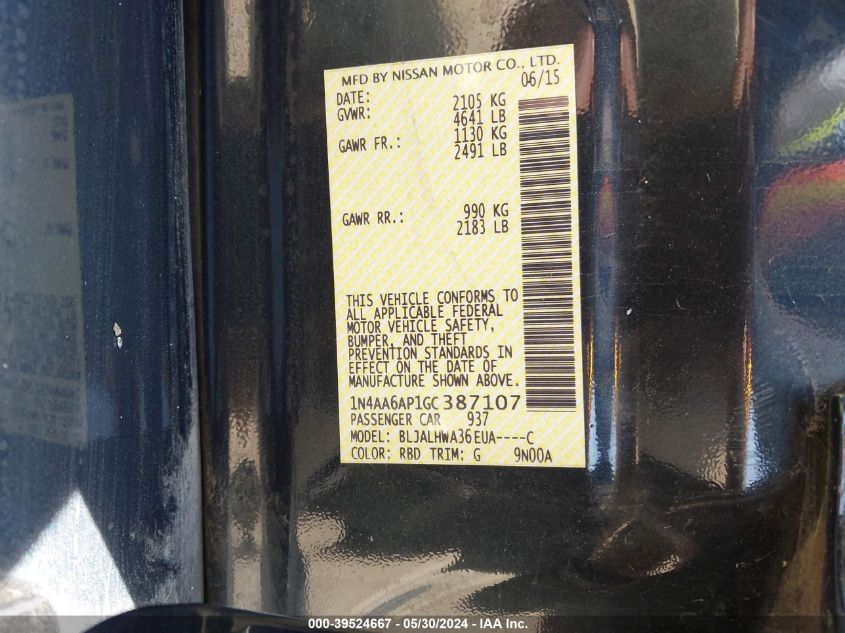 MFD BY NISSAN MOTOR CO., LTD.
DATE: 06/15
GVWR: 2105 KG
4641 LB
GAWR FR.: 1130 KG
2491 LB
GAWR RR.: 990 KG
2183 LB
THIS VEHICLE CONFORMS TO
ALL APPLICABLE FEDERAL
MOTOR VEHICLE SAFETY,
BUMPER, AND THEFT
PREVENTION STANDARDS IN
EFFECT ON THE DATE OF
MANUFACTURE SHOWN ABOVE.
1N4AA6AP1GC387107
PASSENGER CAR 937
MODEL: BLJALHWA36EUA----C
COLOR: RBD TRIM: G 9N00A
000-39524667 - 05/30/2024 - IAA Inc.